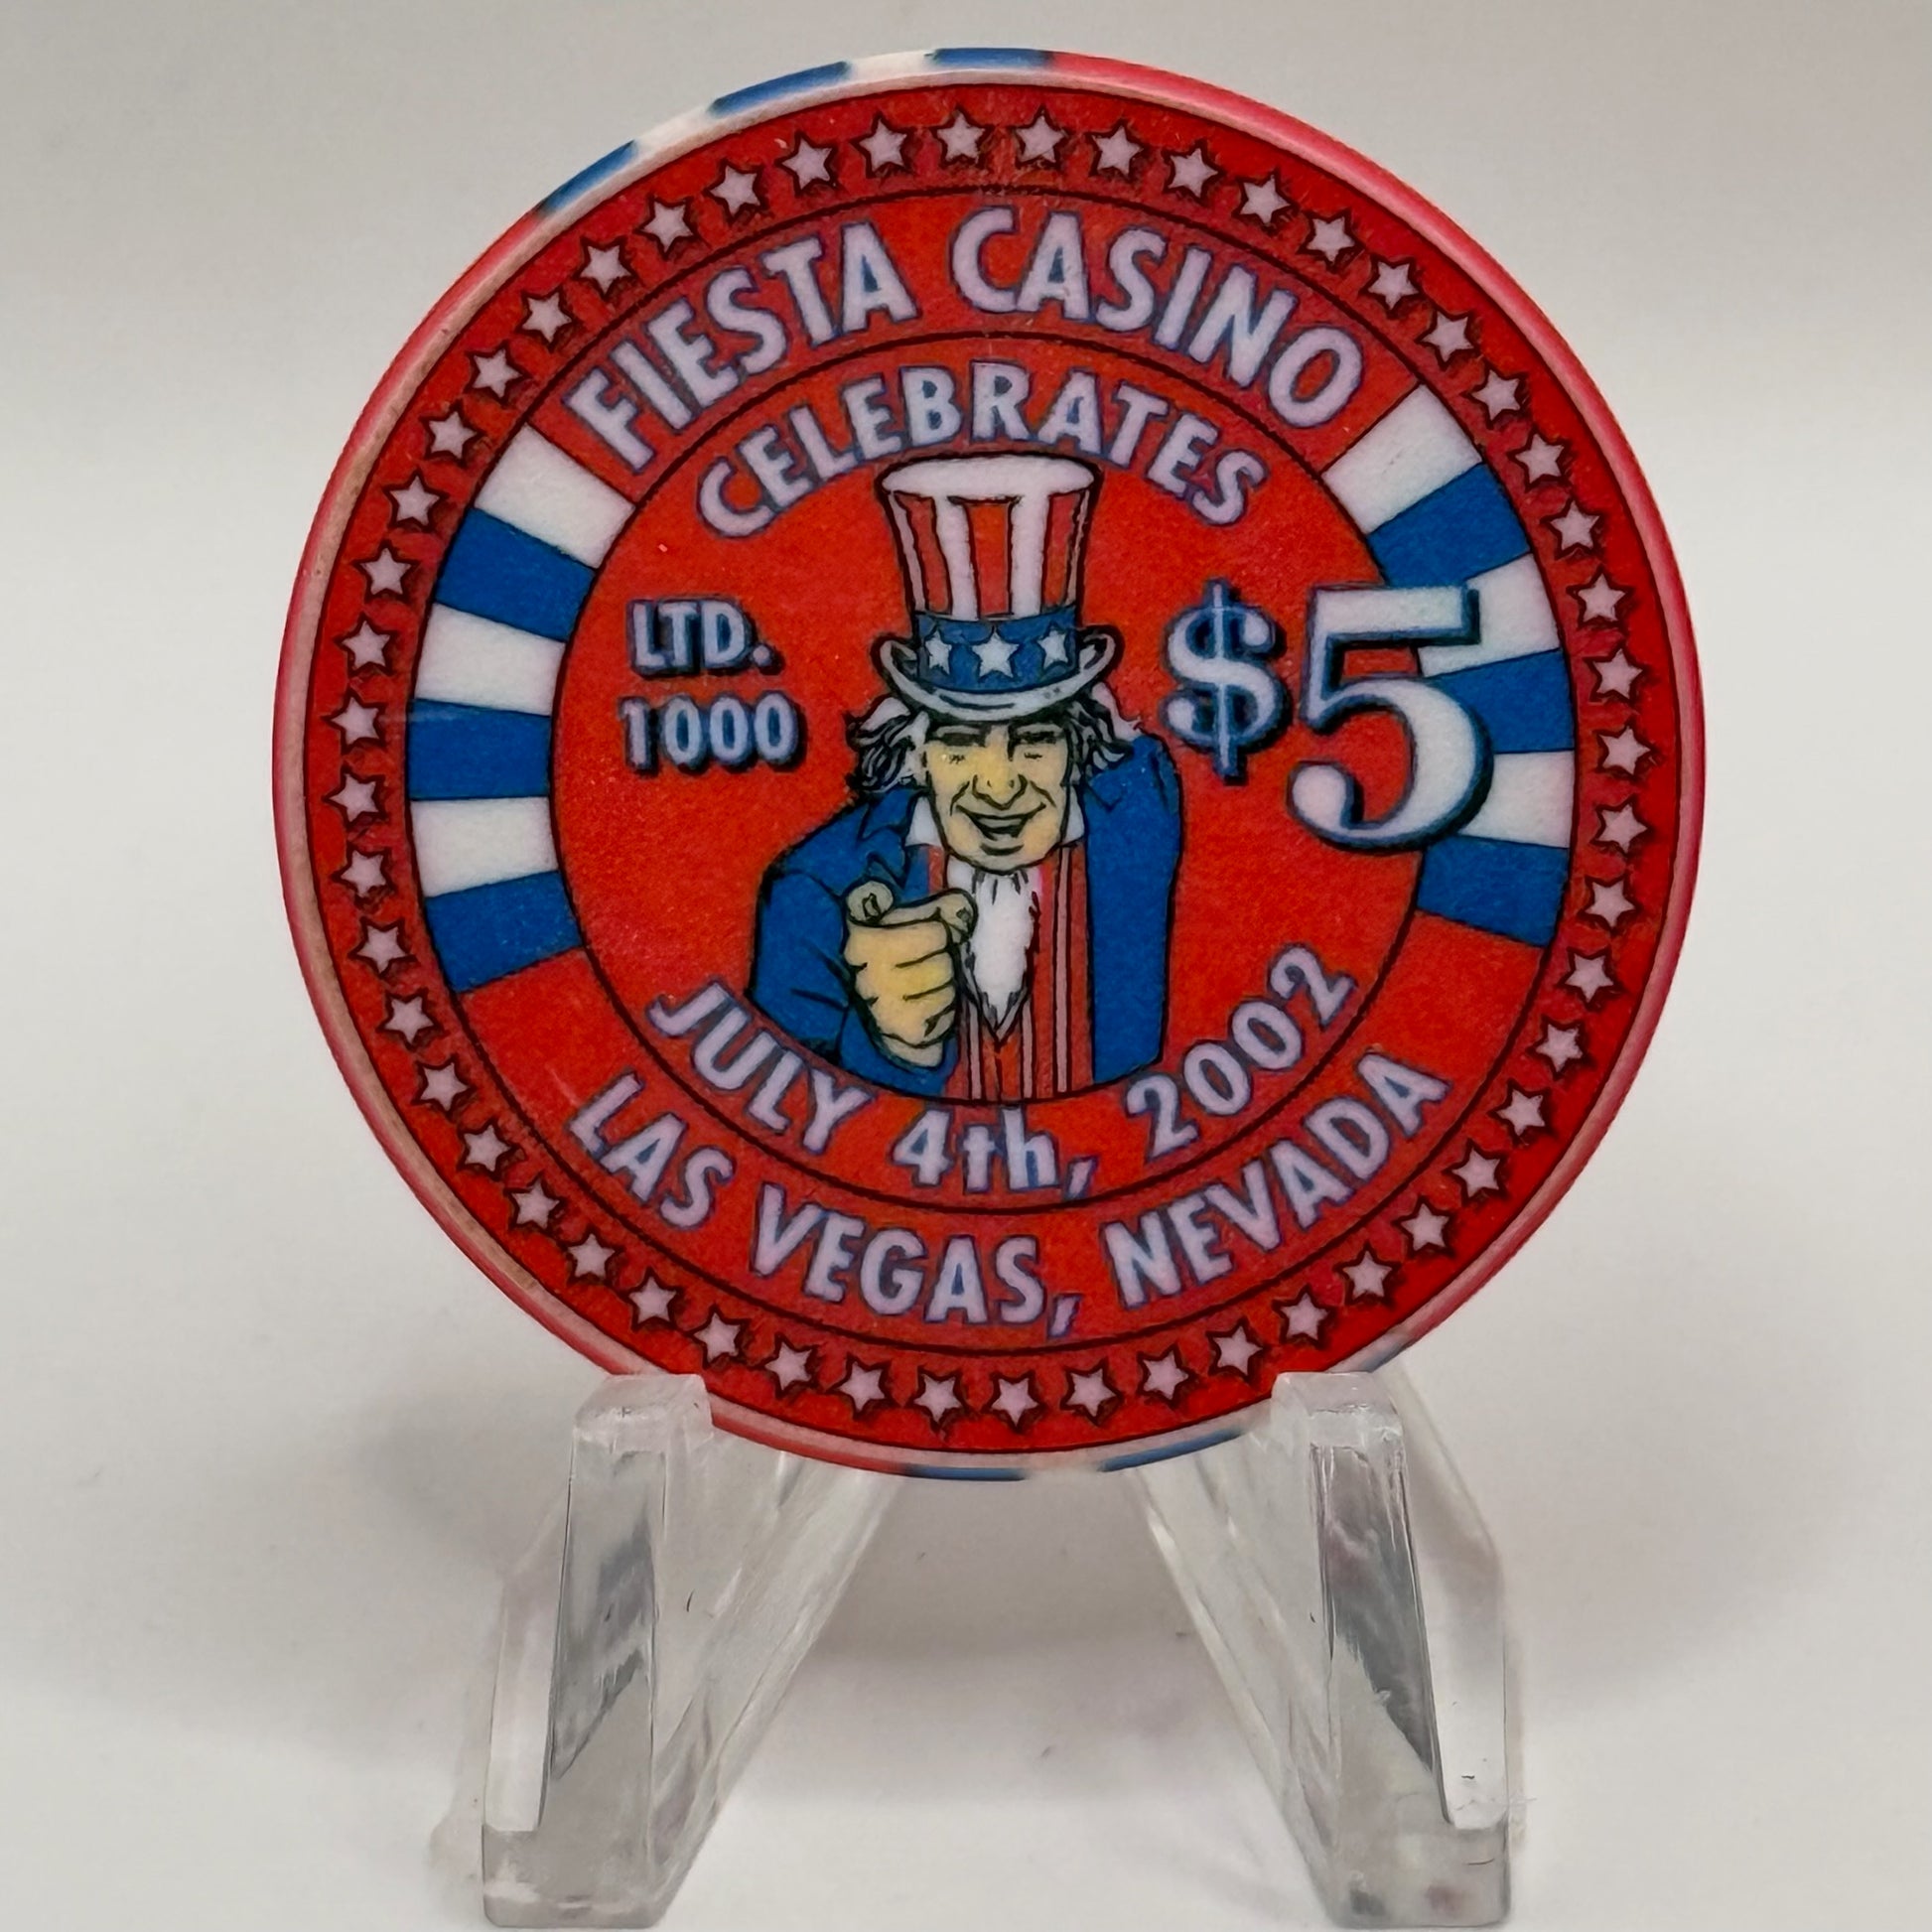 FIESTA CASINO
CELEBRATES
LTD.
1000
$5
JULY 4th, 2002
LAS VEGAS, NEVADA